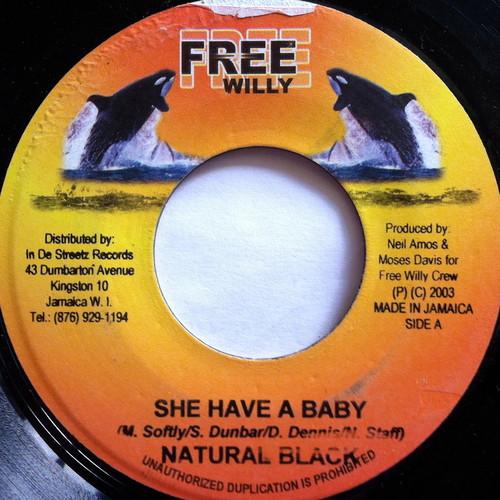 FREE
WILLY
Distributed by:
In De Streetz Records
43 Dumbarton Avenue
Kingston 10
Jamaica W. I.
Tel.: (876) 929-1194
Produced by:
Neil Amos &
Moses Davis for
Free Willy Crew
(P) (C) 2003
MADE IN JAMAICA
SIDE A
SHE HAVE A BABY
(M. Softly/S. Dunbar/D. Dennis/N. Staff)
NATURAL BLACK
UNAUTHORIZED DUPLICATION IS PROHIBITED